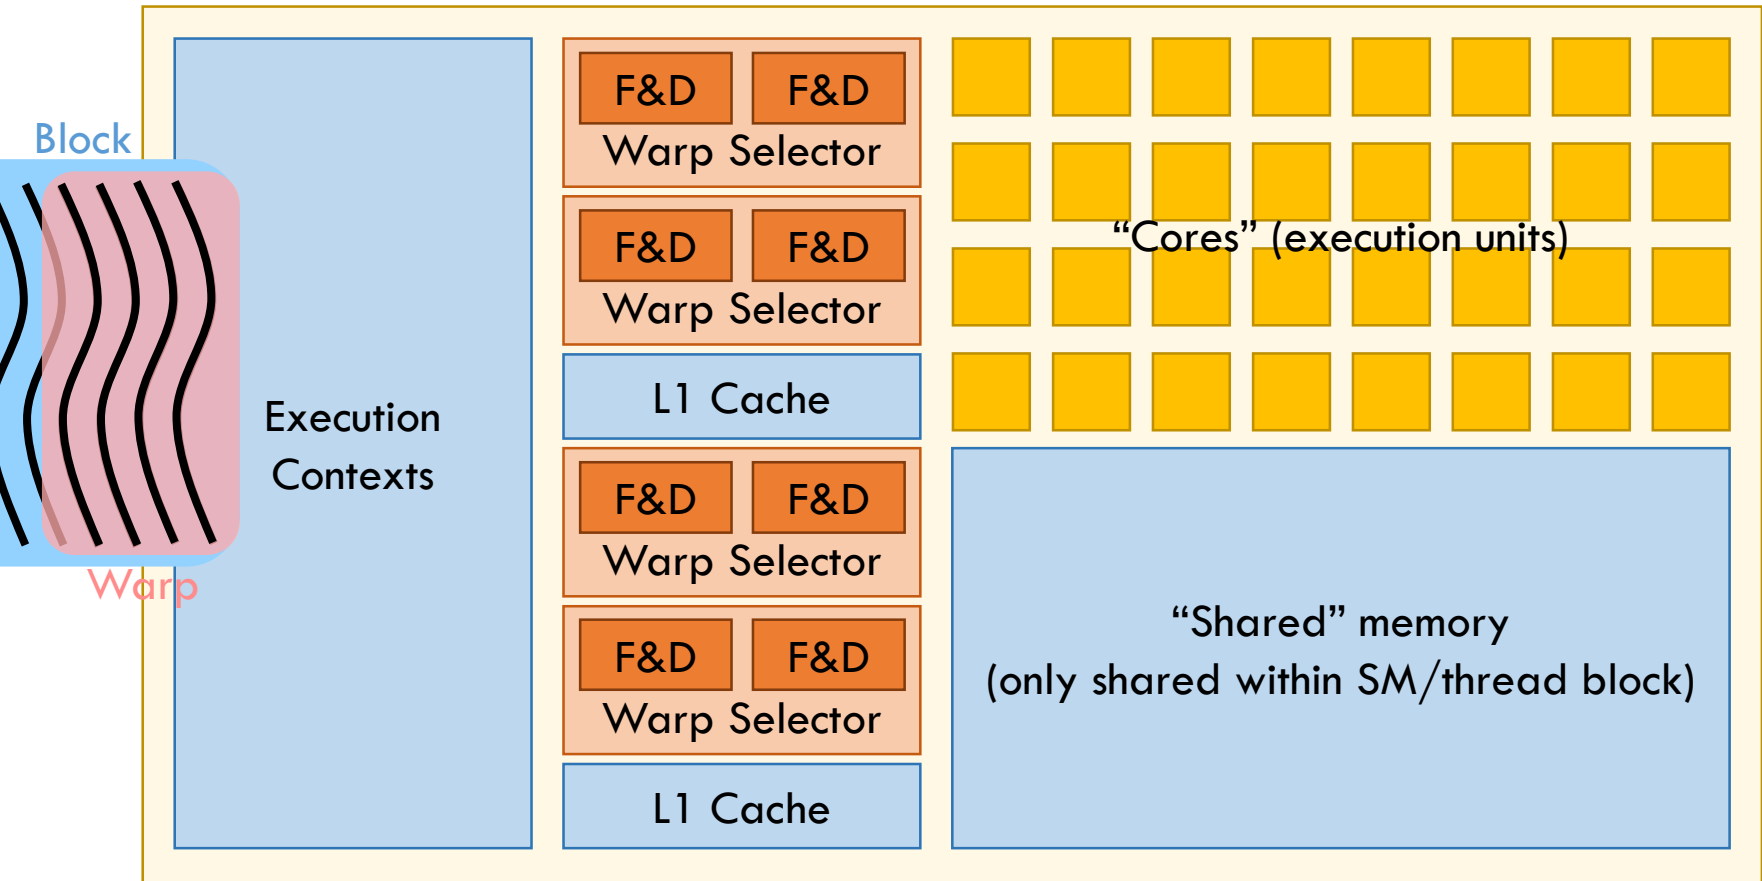 Block
Warp
Execution
Contexts
F&D F&D
Warp Selector
F&D F&D
Warp Selector
L1 Cache
F&D F&D
Warp Selector
F&D F&D
Warp Selector
L1 Cache
“Cores” (execution units)
“Shared” memory
(only shared within SM/thread block)